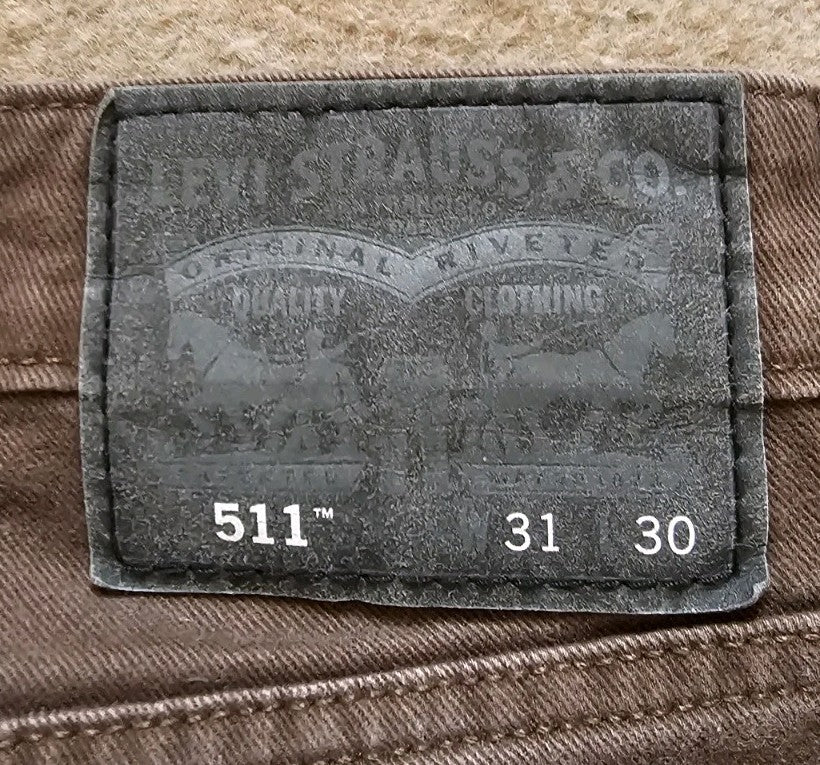 LEVI STRAUSS & CO.
ORIGINAL RIVETED
QUALITY CLOTHING
511™ W 31 L 30